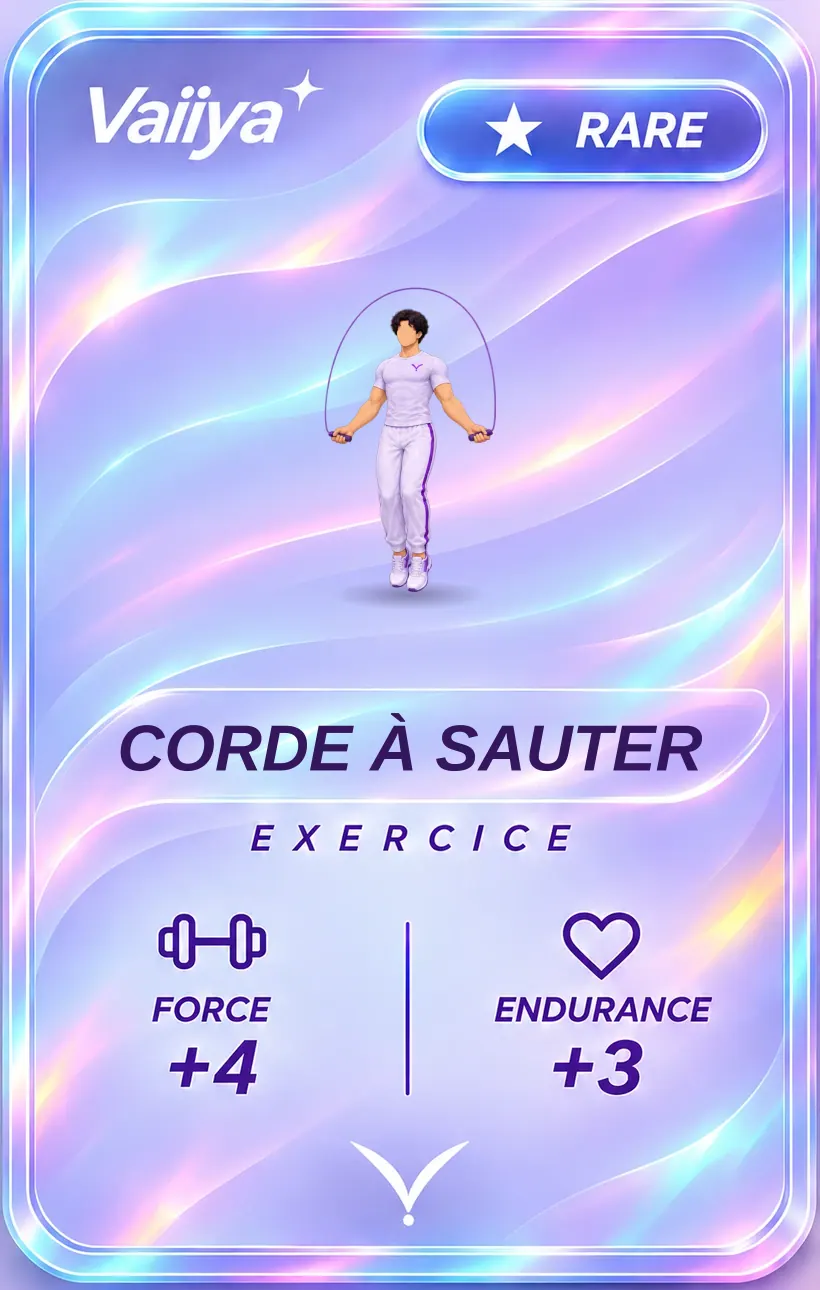 Vaiiya
RARE
CORDE À SAUTER
EXERCICE
FORCE
+4
ENDURANCE
+3